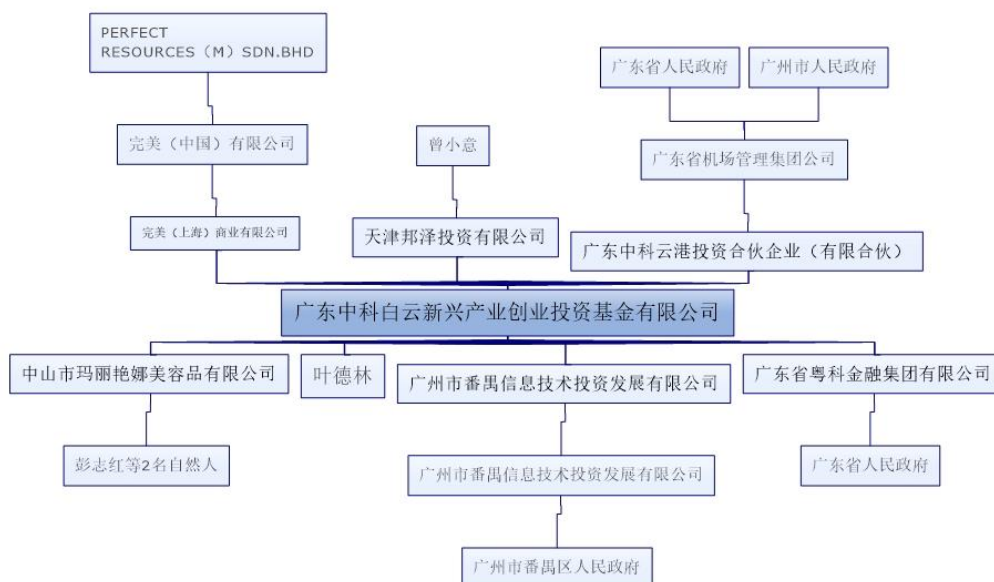 PERFECT
RESOURCES（M）SDN.BHD
广东省人民政府
广州市人民政府
完美（中国）有限公司
曾小意
广东省机场管理集团公司
完美（上海）商业有限公司
天津邦泽投资有限公司
广东中科云港投资合伙企业（有限合伙）
广东中科白云新兴产业创业投资基金有限公司
中山市玛丽艳娜美容品有限公司
叶德林
广州市番禺信息技术投资发展有限公司
广东省粤科金融集团有限公司
彭志红等2名自然人
广州市番禺信息技术投资发展有限公司
广东省人民政府
广州市番禺区人民政府